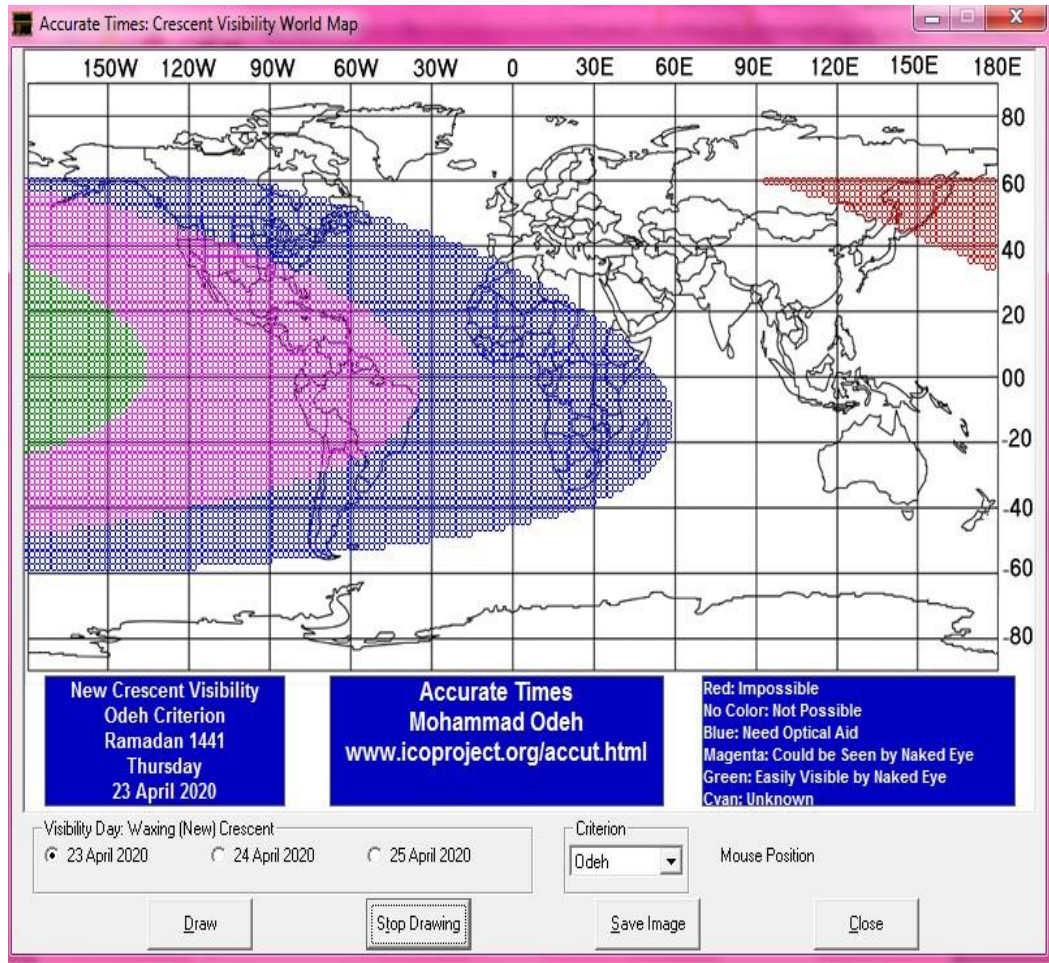 Accurate Times: Crescent Visibility World Map
150W 120W 90W 60W 30W 0 30E 60E 90E 120E 150E 180E
80
60
40
20
00
-20
-40
-60
-80
New Crescent Visibility
Odeh Criterion
Ramadan 1441
Thursday
23 April 2020
Accurate Times
Mohammad Odeh
www.icoproject.org/accut.html
Red: Impossible
No Color: Not Possible
Blue: Need Optical Aid
Magenta: Could be Seen by Naked Eye
Green: Easily Visible by Naked Eye
Cyan: Unknown
Visibility Day: Waxing (New) Crescent
23 April 2020 24 April 2020 25 April 2020
Criterion
Odeh
Mouse Position
Draw Stop Drawing Save Image Close